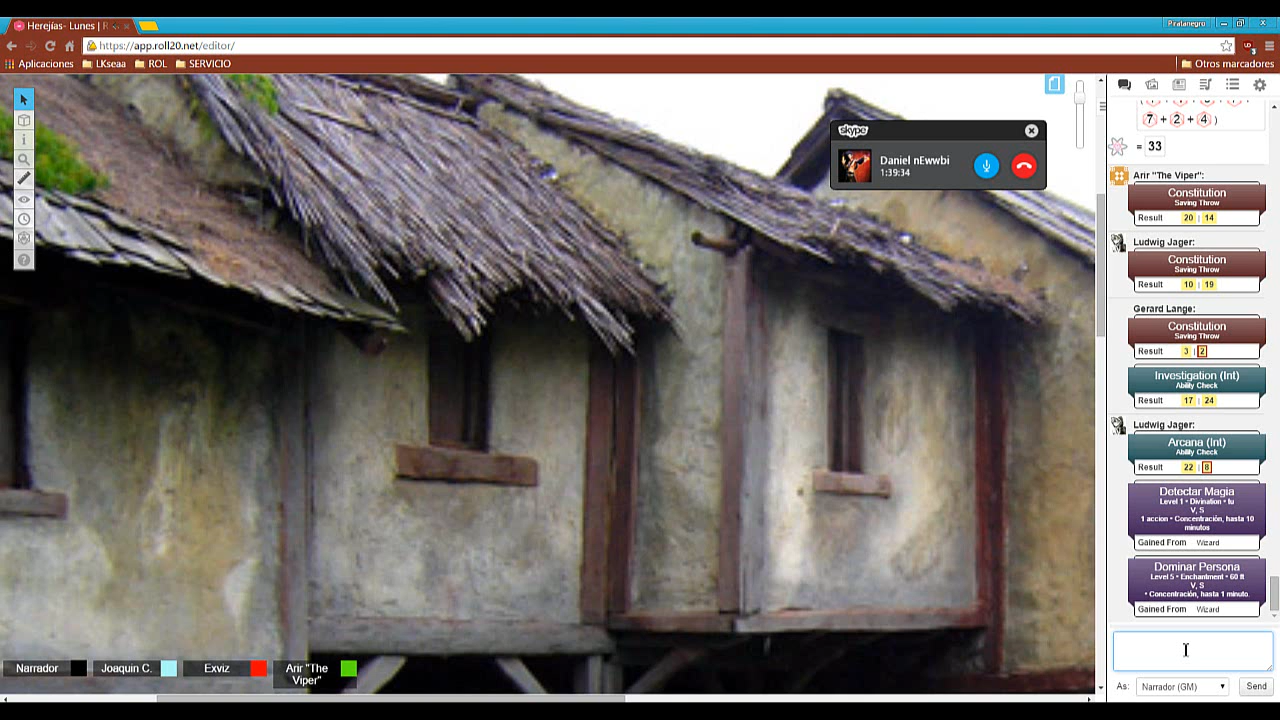 Herejías- Lunes | R
Piratanegro
https://app.roll20.net/editor/
Aplicaciones LKseaa ROL SERVICIO Otros marcadores
skype
Daniel nEwwbi
1:39:34
7 + 2 + 4 )
= 33
Arir "The Viper":
Constitution
Saving Throw
Result 20 | 14
Ludwig Jager:
Constitution
Saving Throw
Result 10 | 19
Gerard Lange:
Constitution
Saving Throw
Result 3 | 2
Investigation (Int)
Ability Check
Result 17 | 24
Ludwig Jager:
Arcana (Int)
Ability Check
Result 22 | 8
Detectar Magia
Level 1 • Divination • tu
V, S
1 accion • Concentración, hasta 10
minutos
Gained From Wizard
Dominar Persona
Level 5 • Enchantment • 60 ft
V, S
• Concentración, hasta 1 minuto.
Gained From Wizard
Narrador Joaquin C. Exviz Arir "The
Viper"
As: Narrador (GM) Send